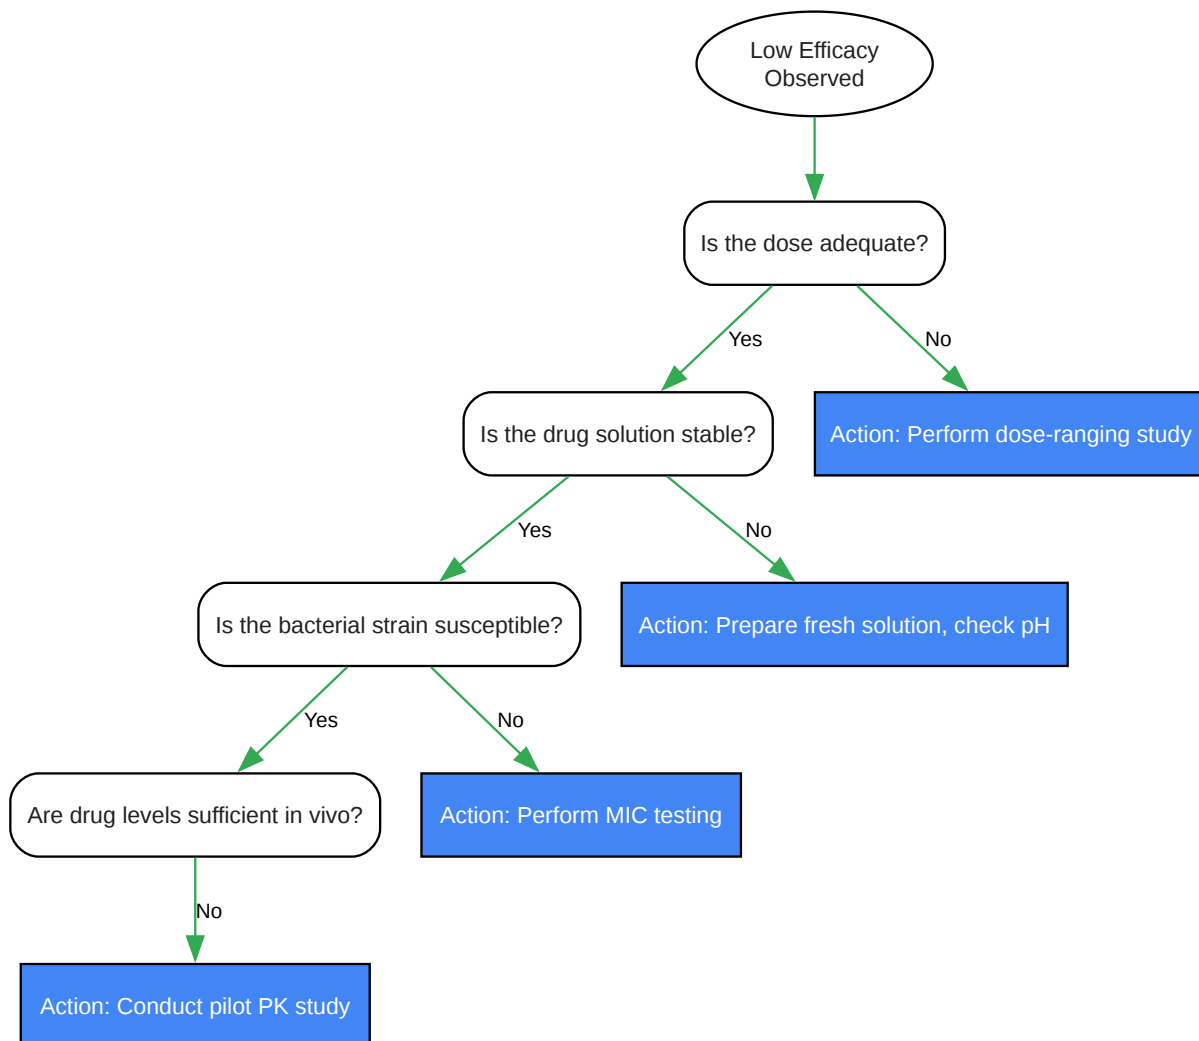 Low Efficacy
Observed
Is the dose adequate?
Yes
No
Is the drug solution stable?
Action: Perform dose-ranging study
Yes
No
Is the bacterial strain susceptible?
Action: Prepare fresh solution, check pH
Yes
No
Are drug levels sufficient in vivo?
Action: Perform MIC testing
No
Action: Conduct pilot PK study